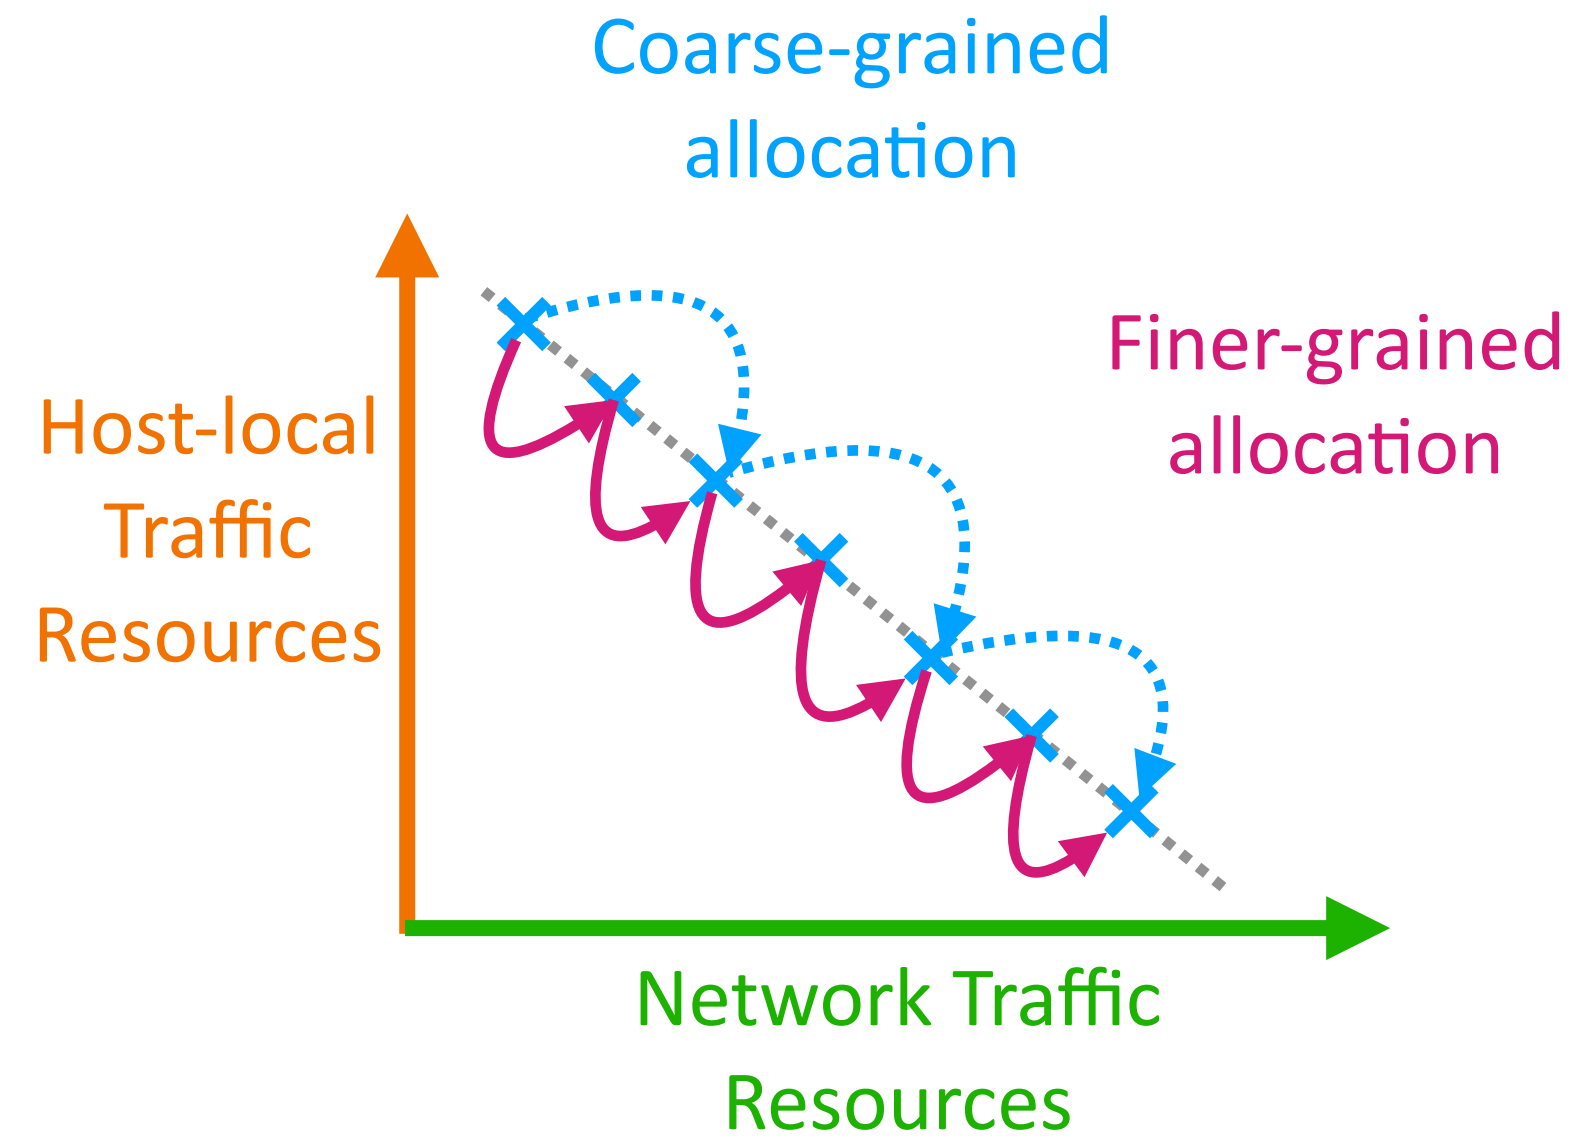 Coarse-grained
allocation
Finer-grained
allocation
Host-local
Traffic
Resources
Network Traffic
Resources